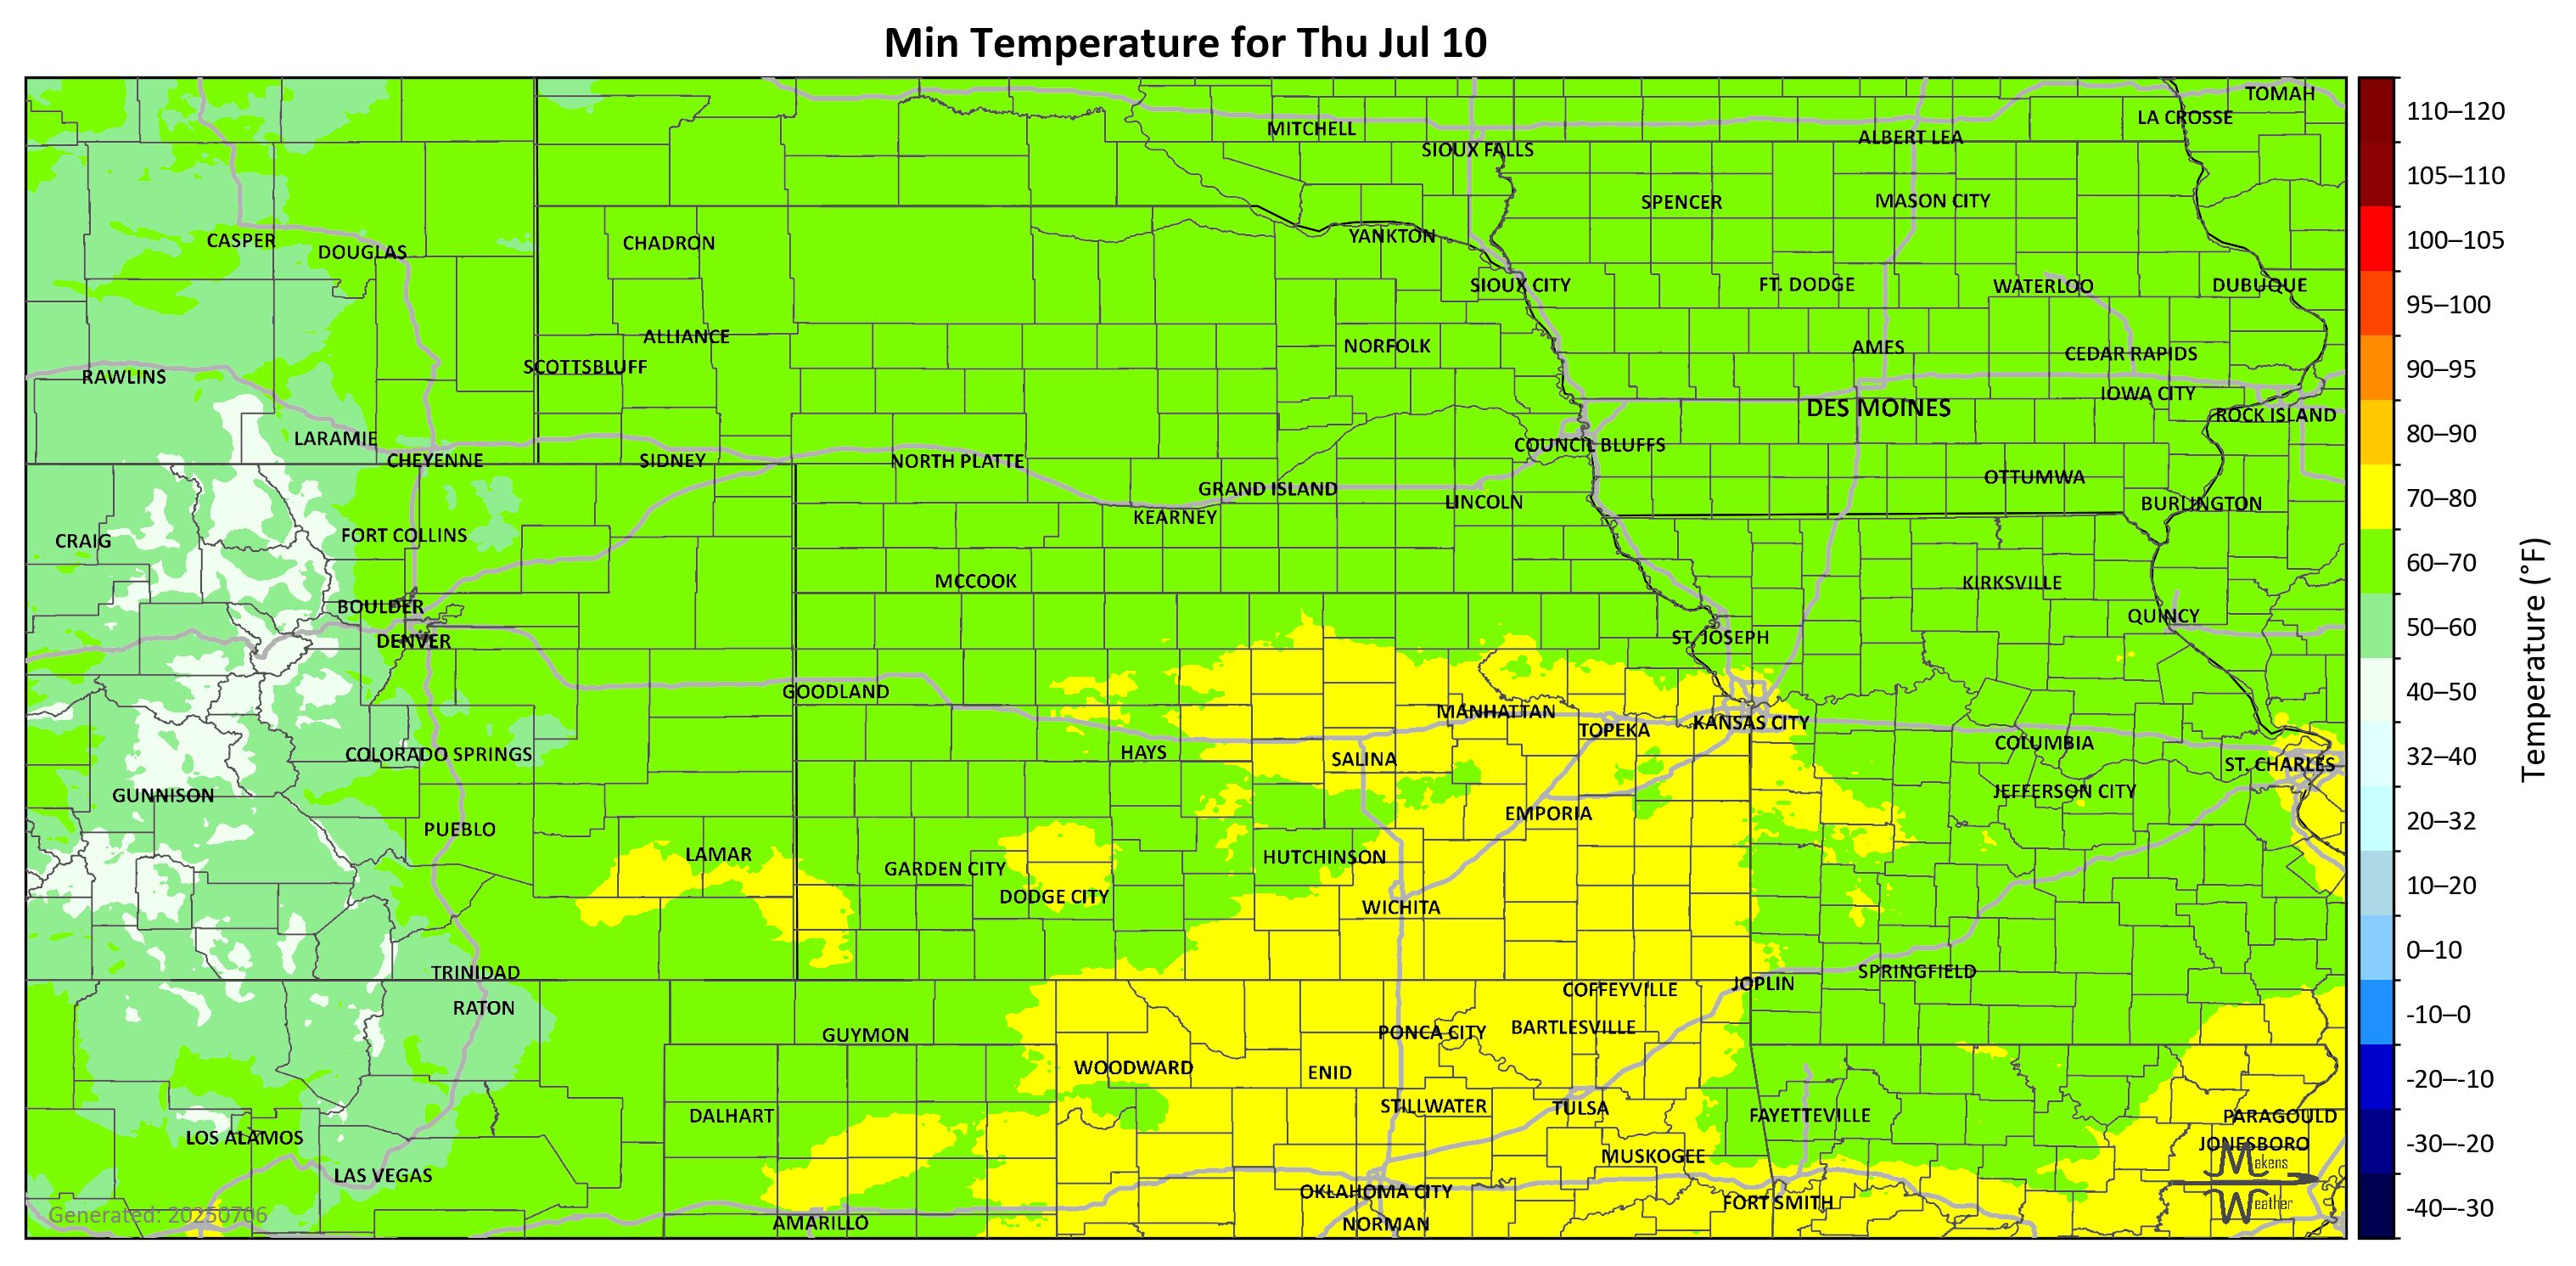 Min Temperature for Thu Jul 10
TOMAH
LA CROSSE
MITCHELL
ALBERT LEA
SIOUX FALLS
SPENCER
MASON CITY
CASPER
DOUGLAS
CHADRON
YANKTON
SIOUX CITY
FT. DODGE
WATERLOO
DUBUQUE
ALLIANCE
NORFOLK
AMES
CEDAR RAPIDS
SCOTTSBLUFF
RAWLINS
IOWA CITY
DES MOINES
ROCK ISLAND
LARAMIE
COUNCIL BLUFFS
CHEYENNE
SIDNEY
NORTH PLATTE
OTTUMWA
GRAND ISLAND
LINCOLN
BURLINGTON
KEARNEY
FORT COLLINS
CRAIG
MCCOOK
KIRKSVILLE
BOULDER
QUINCY
DENVER
ST. JOSEPH
GOODLAND
MANHATTAN
KANSAS CITY
TOPEKA
COLUMBIA
HAYS
COLORADO SPRINGS
SALINA
ST. CHARLES
GUNNISON
JEFFERSON CITY
EMPORIA
PUEBLO
LAMAR
HUTCHINSON
GARDEN CITY
DODGE CITY
WICHITA
TRINIDAD
SPRINGFIELD
JOPLIN
COFFEYVILLE
RATON
BARTLESVILLE
PONCA CITY
GUYMON
WOODWARD
ENID
STILLWATER
TULSA
DALHART
FAYETTEVILLE
PARAGOULD
LOS ALAMOS
JONESBORO
MUSKOGEE
LAS VEGAS
OKLAHOMA CITY
FORT SMITH
AMARILLO
NORMAN
Generated: 20250706
Makens
Weather
110–120
105–110
100–105
95–100
90–95
80–90
70–80
60–70
50–60
40–50
32–40
20–32
10–20
0–10
-10–0
-20–-10
-30–-20
-40–-30
Temperature (°F)